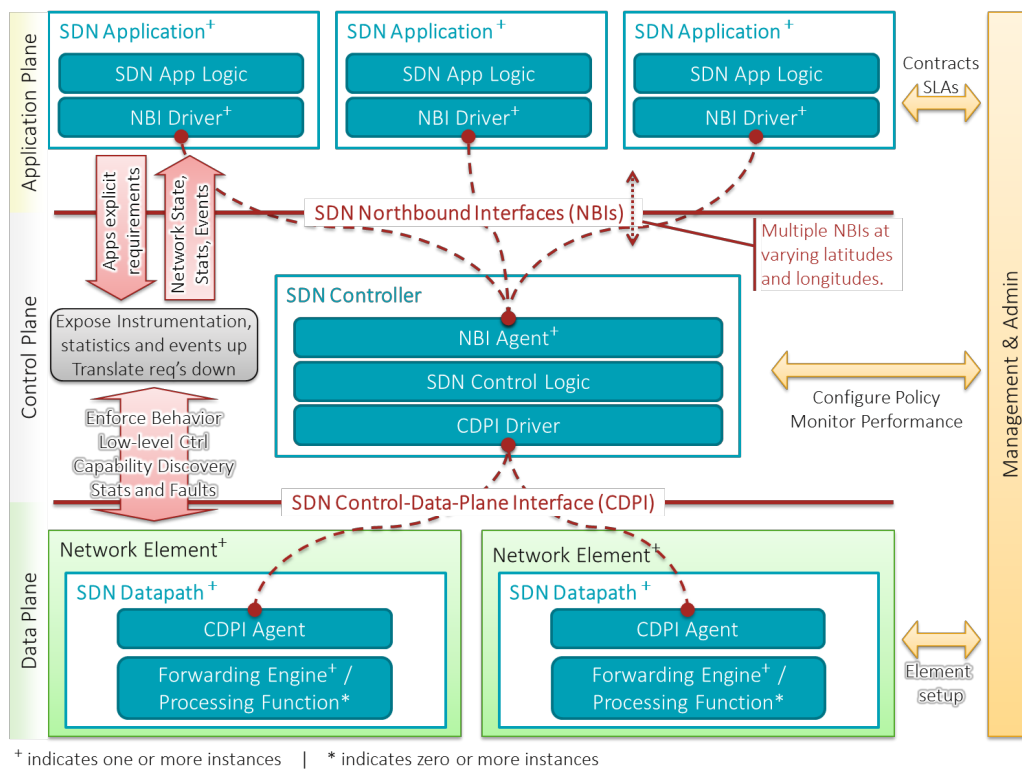 Application Plane
SDN Application+
SDN App Logic
NBI Driver+
SDN Application+
SDN App Logic
NBI Driver+
SDN Application+
SDN App Logic
NBI Driver+
Contracts
SLAs
Apps explicit
requirements
Network State,
Stats, Events
SDN Northbound Interfaces (NBIs)
Multiple NBIs at
varying latitudes
and longitudes.
Control Plane
Expose Instrumentation,
statistics and events up
Translate req's down
SDN Controller
NBI Agent+
SDN Control Logic
CDPI Driver
Configure Policy
Monitor Performance
Management & Admin
Enforce Behavior
Low-level Ctrl
Capability Discovery
Stats and Faults
SDN Control-Data-Plane Interface (CDPI)
Data Plane
Network Element+
SDN Datapath+
CDPI Agent
Forwarding Engine+ /
Processing Function*
Network Element+
SDN Datapath+
CDPI Agent
Forwarding Engine+ /
Processing Function*
Element
setup
+ indicates one or more instances | * indicates zero or more instances